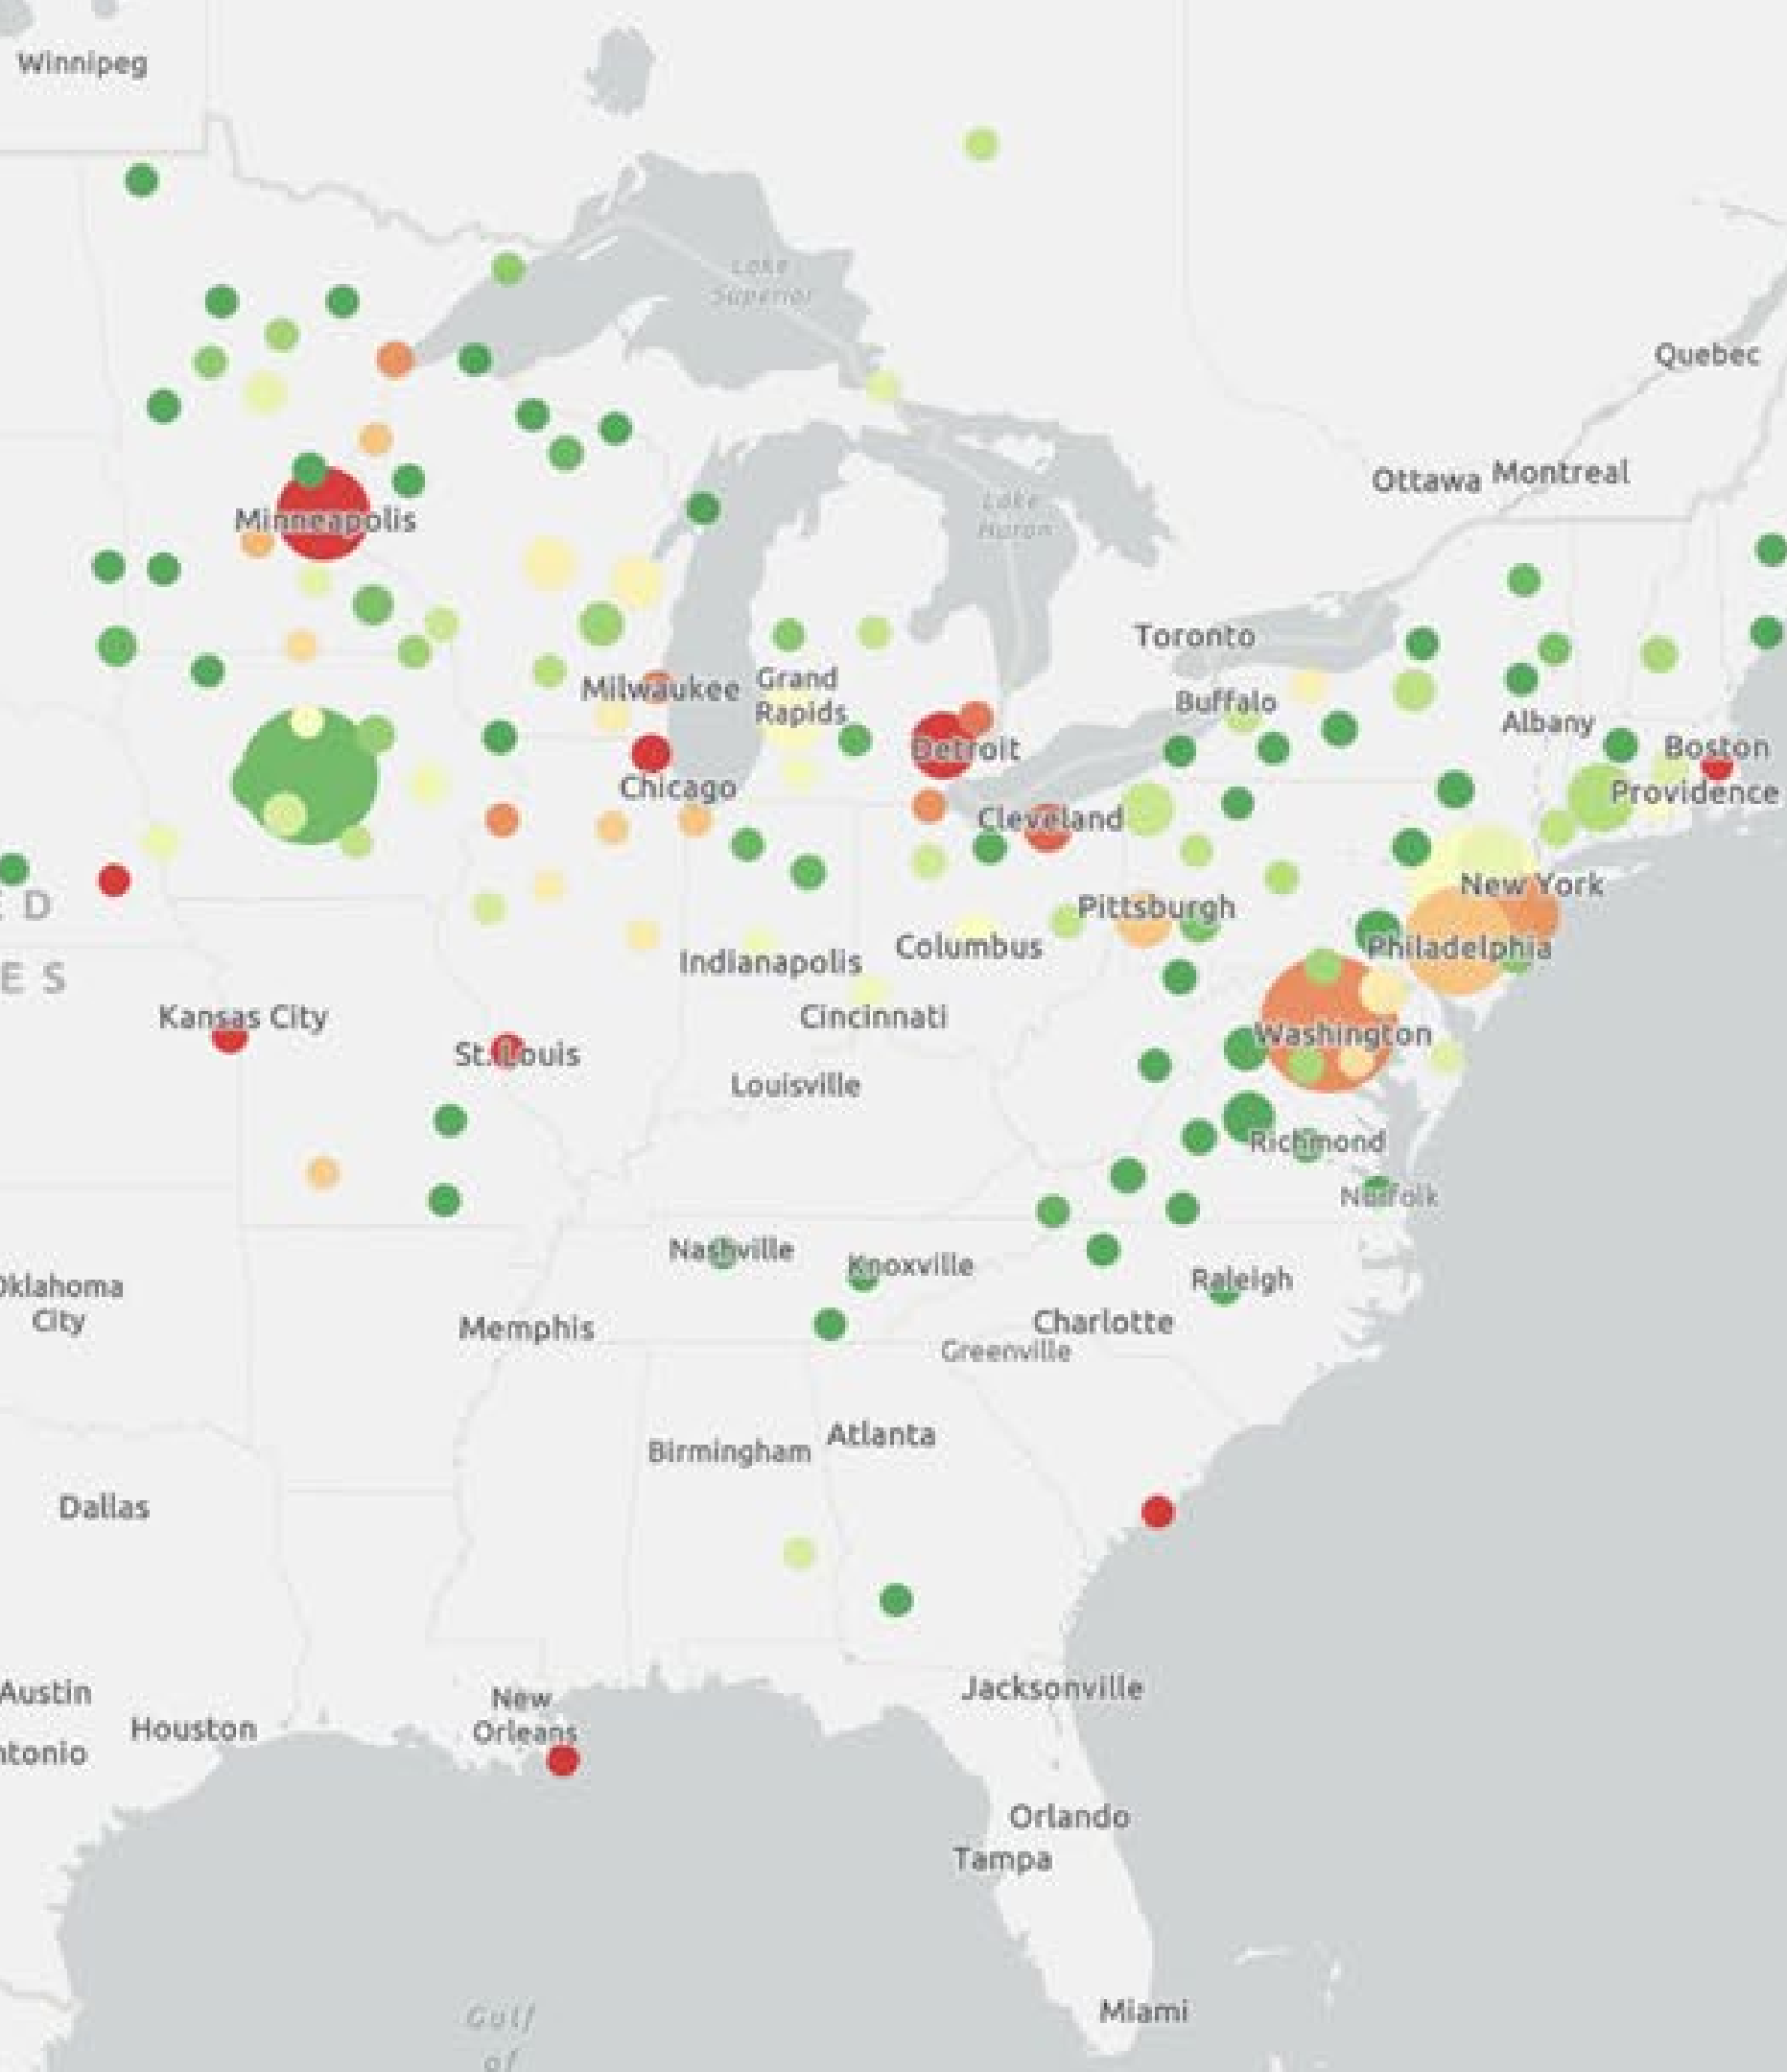 Winnipeg
Lake
Superior
Quebec
Ottawa
Montreal
Lake
Huron
Minneapolis
Toronto
Milwaukee
Grand
Rapids
Buffalo
Albany
Boston
Detroit
Chicago
Providence
Cleveland
New York
E D
Pittsburgh
Columbus
Philadelphia
Indianapolis
E S
Kansas City
Cincinnati
Washington
St. Louis
Louisville
Richmond
Norfolk
Nashville
Knoxville
Raleigh
Oklahoma
City
Memphis
Charlotte
Greenville
Atlanta
Birmingham
Dallas
Jacksonville
Austin
New
Orleans
Houston
ntonio
Orlando
Tampa
Miami
Gulf
of